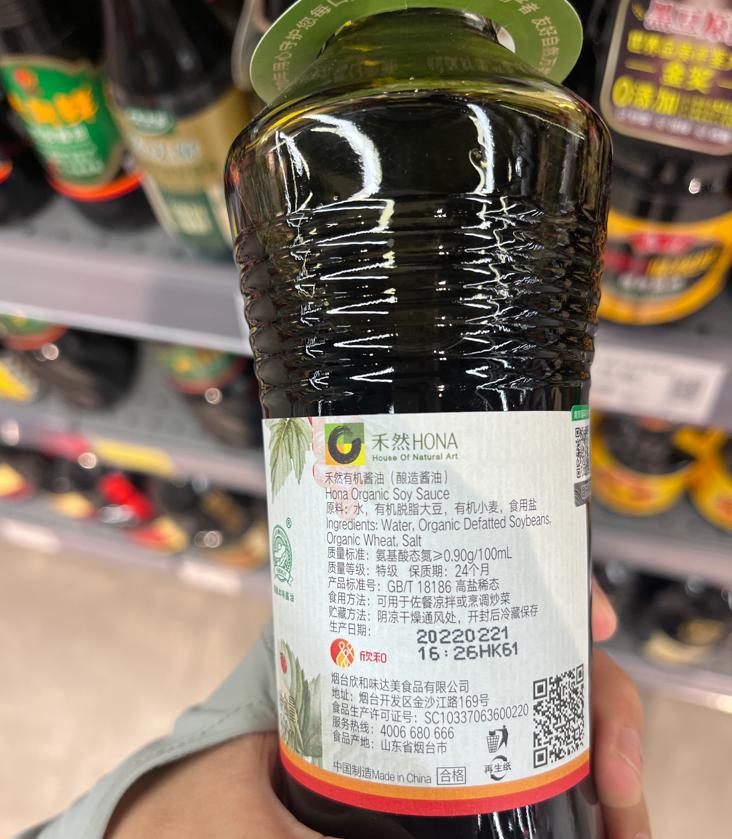 黑豆原
金奖
0添加
禾然HONA
House Of Natural Art
禾然有机酱油（酿造酱油）
Hona Organic Soy Sauce
原料：水，有机脱脂大豆，有机小麦，食用盐
Ingredients: Water, Organic Defatted Soybeans,
Organic Wheat, Salt
质量标准：氨基酸态氮≥0.90g/100mL
质量等级：特级 保质期：24个月
产品标准号：GB/T 18186 高盐稀态
食用方法：可用于佐餐凉拌或烹调炒菜
贮藏方法：阴凉干燥通风处，开封后冷藏保存
生产日期：
20220221
16:26HK61
欣和
烟台欣和味达美食品有限公司
地址：烟台开发区金沙江路169号
食品生产许可证号：SC10337063600220
服务热线：4006 680 666
食品产地：山东省烟台市
再生纸
中国制造Made in China 合格